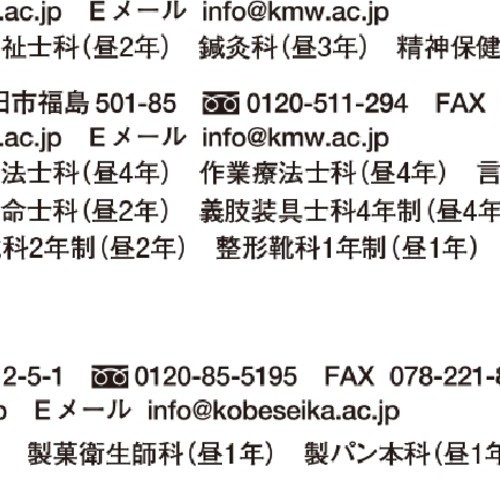 .ac.jp Eメール info@kmw.ac.jp
祉士科（昼2年） 鍼灸科（昼3年） 精神保健
田市福島 501-85 0120-511-294 FAX
.ac.jp Eメール info@kmw.ac.jp
法士科（昼4年） 作業療法士科（昼4年） 言
命士科（昼2年） 義肢装具士科4年制（昼4年
科2年制（昼2年） 整形靴科1年制（昼1年）
2-5-1 0120-85-5195 FAX 078-221-8
Eメール info@kobeseika.ac.jp
製菓衛生師科（昼1年） 製パン本科（昼1年